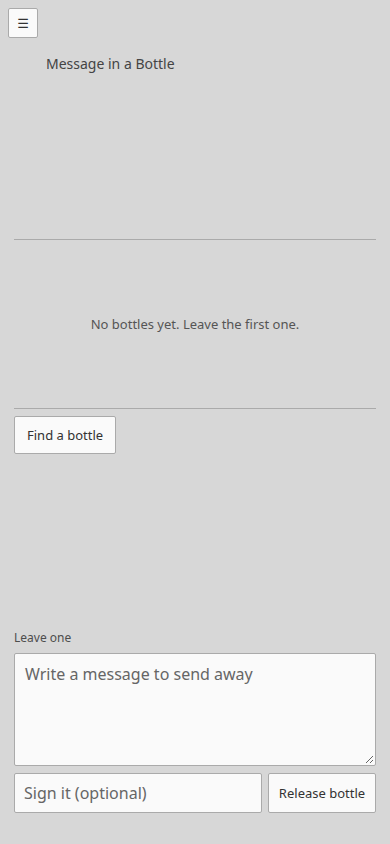 ☰
Message in a Bottle
No bottles yet. Leave the first one.
Find a bottle
Leave one
Write a message to send away
Sign it (optional)
Release bottle